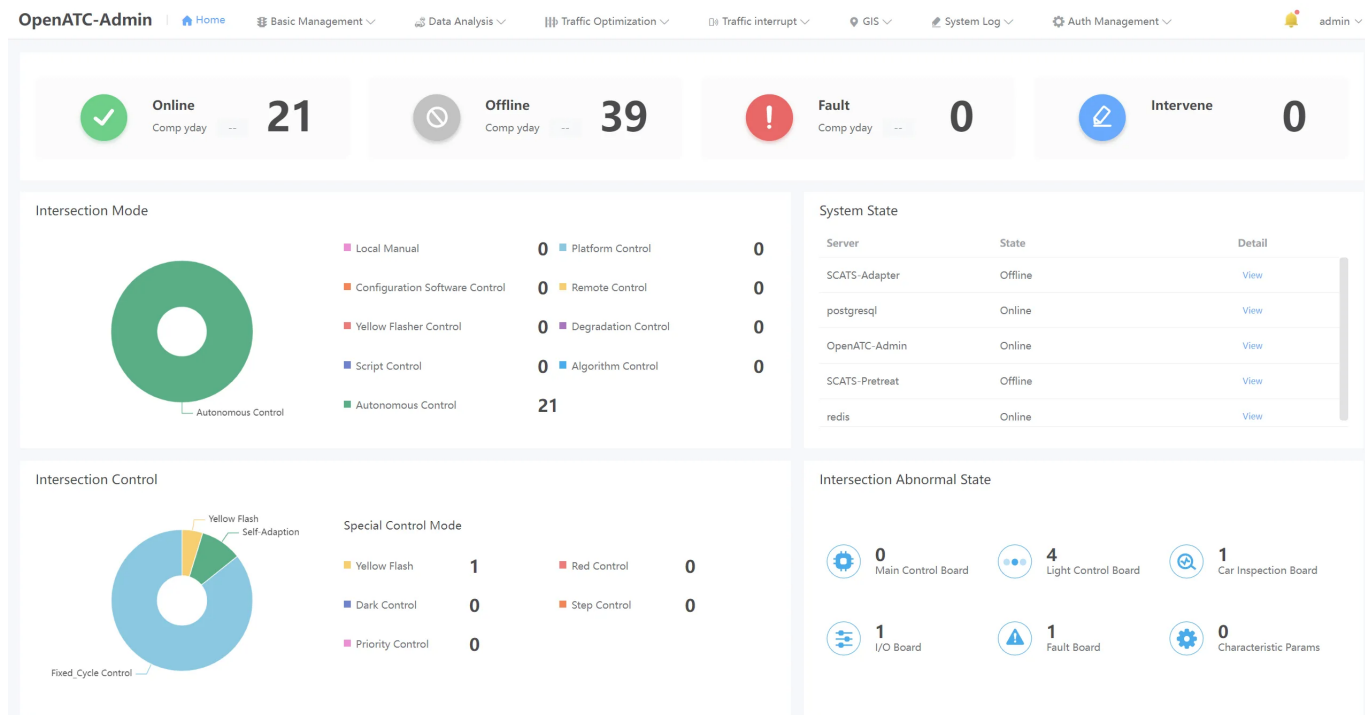 OpenATC-Admin Home Basic Management Data Analysis Traffic Optimization Traffic interrupt GIS System Log Auth Management admin
Online 21
Comp yday --
Offline 39
Comp yday --
Fault 0
Comp yday --
Intervene 0
Intersection Mode
Autonomous Control
Local Manual 0 Platform Control 0
Configuration Software Control 0 Remote Control 0
Yellow Flasher Control 0 Degradation Control 0
Script Control 0 Algorithm Control 0
Autonomous Control 21
System State
Server State Detail
SCATS-Adapter Offline View
postgresql Online View
OpenATC-Admin Online View
SCATS-Pretreat Offline View
redis Online View
Intersection Control
Yellow Flash
Self-Adaption
Fixed_Cycle Control
Special Control Mode
Yellow Flash 1 Red Control 0
Dark Control 0 Step Control 0
Priority Control 0
Intersection Abnormal State
0 4 1
Main Control Board Light Control Board Car Inspection Board
1 1 0
I/O Board Fault Board Characteristic Params